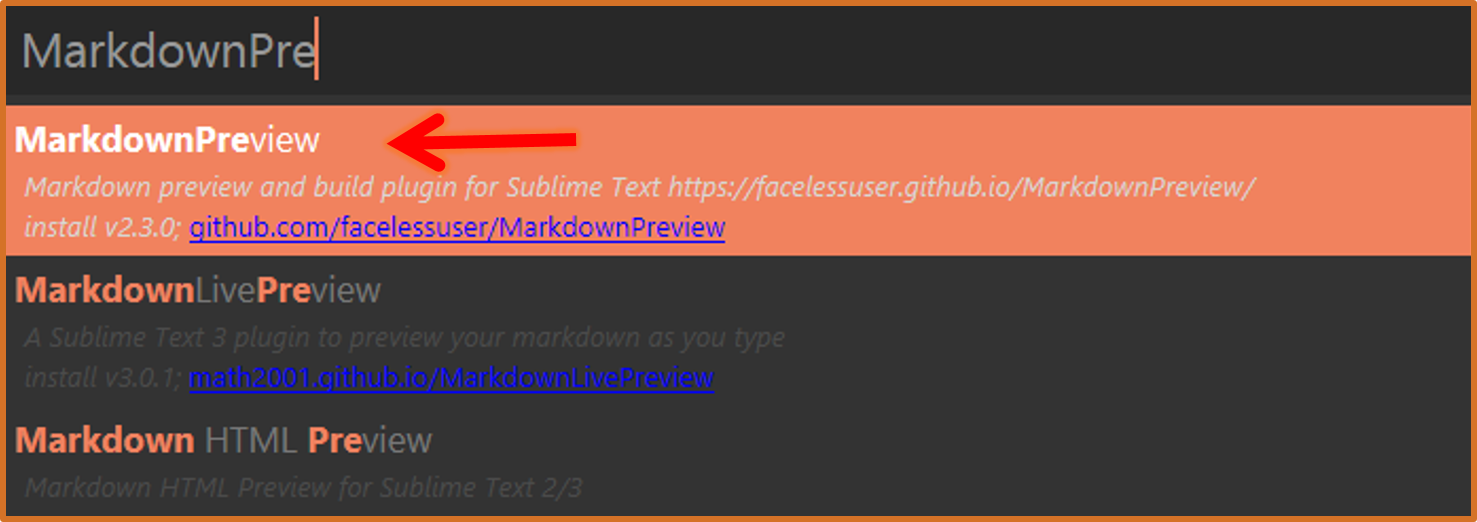 MarkdownPre
MarkdownPreview
Markdown preview and build plugin for Sublime Text https://facelessuser.github.io/MarkdownPreview/
install v2.3.0; github.com/facelessuser/MarkdownPreview
MarkdownLivePreview
A Sublime Text 3 plugin to preview your markdown as you type
install v3.0.1; math2001.github.io/MarkdownLivePreview
Markdown HTML Preview
Markdown HTML Preview for Sublime Text 2/3